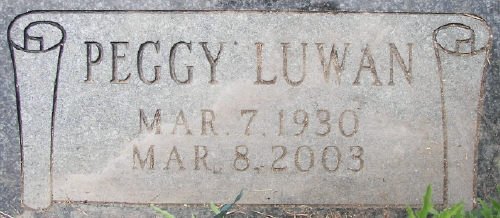 PEGGY LUWAN
MAR. 7, 1930
MAR. 8, 2003